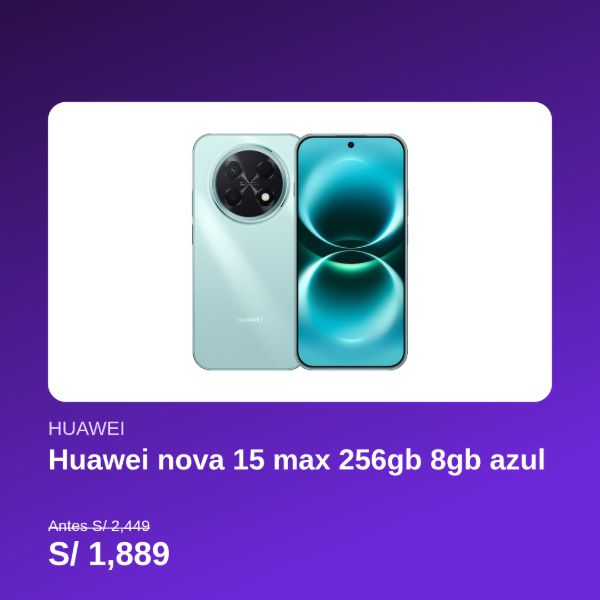 HUAWEI
HUAWEI
Huawei nova 15 max 256gb 8gb azul
Antes S/ 2,449
S/ 1,889